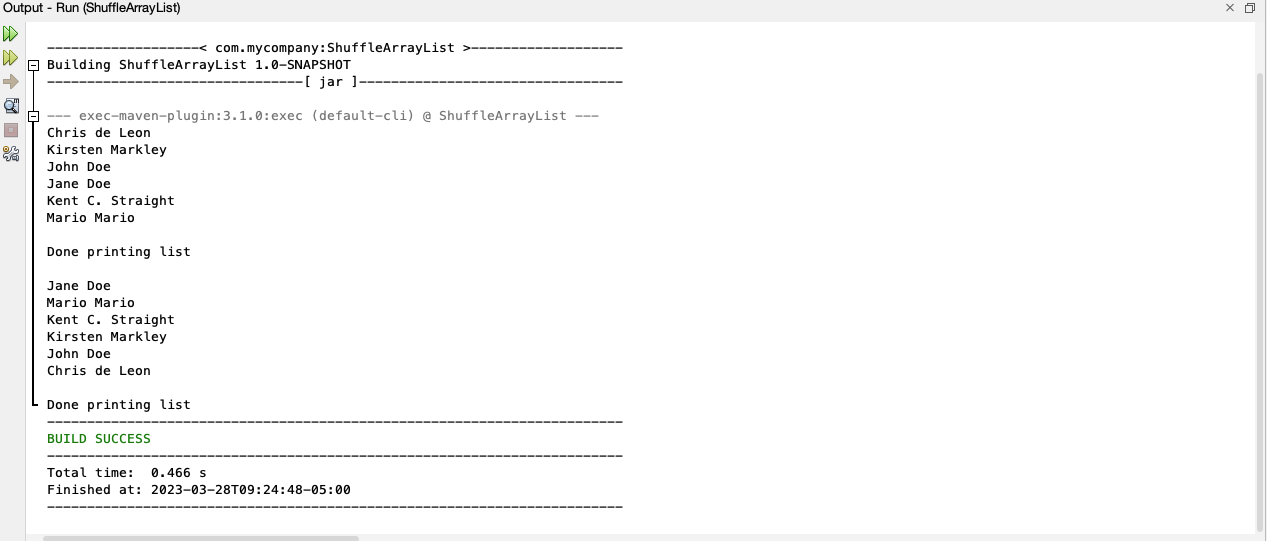 Output - Run (ShuffleArrayList)
-------------------< com.mycompany:ShuffleArrayList >-------------------
Building ShuffleArrayList 1.0-SNAPSHOT
--------------------------------[ jar ]---------------------------------
--- exec-maven-plugin:3.1.0:exec (default-cli) @ ShuffleArrayList ---
Chris de Leon
Kirsten Markley
John Doe
Jane Doe
Kent C. Straight
Mario Mario
Done printing list
Jane Doe
Mario Mario
Kent C. Straight
Kirsten Markley
John Doe
Chris de Leon
Done printing list
------------------------------------------------------------------------
BUILD SUCCESS
------------------------------------------------------------------------
Total time:  0.466 s
Finished at: 2023-03-28T09:24:48-05:00
------------------------------------------------------------------------